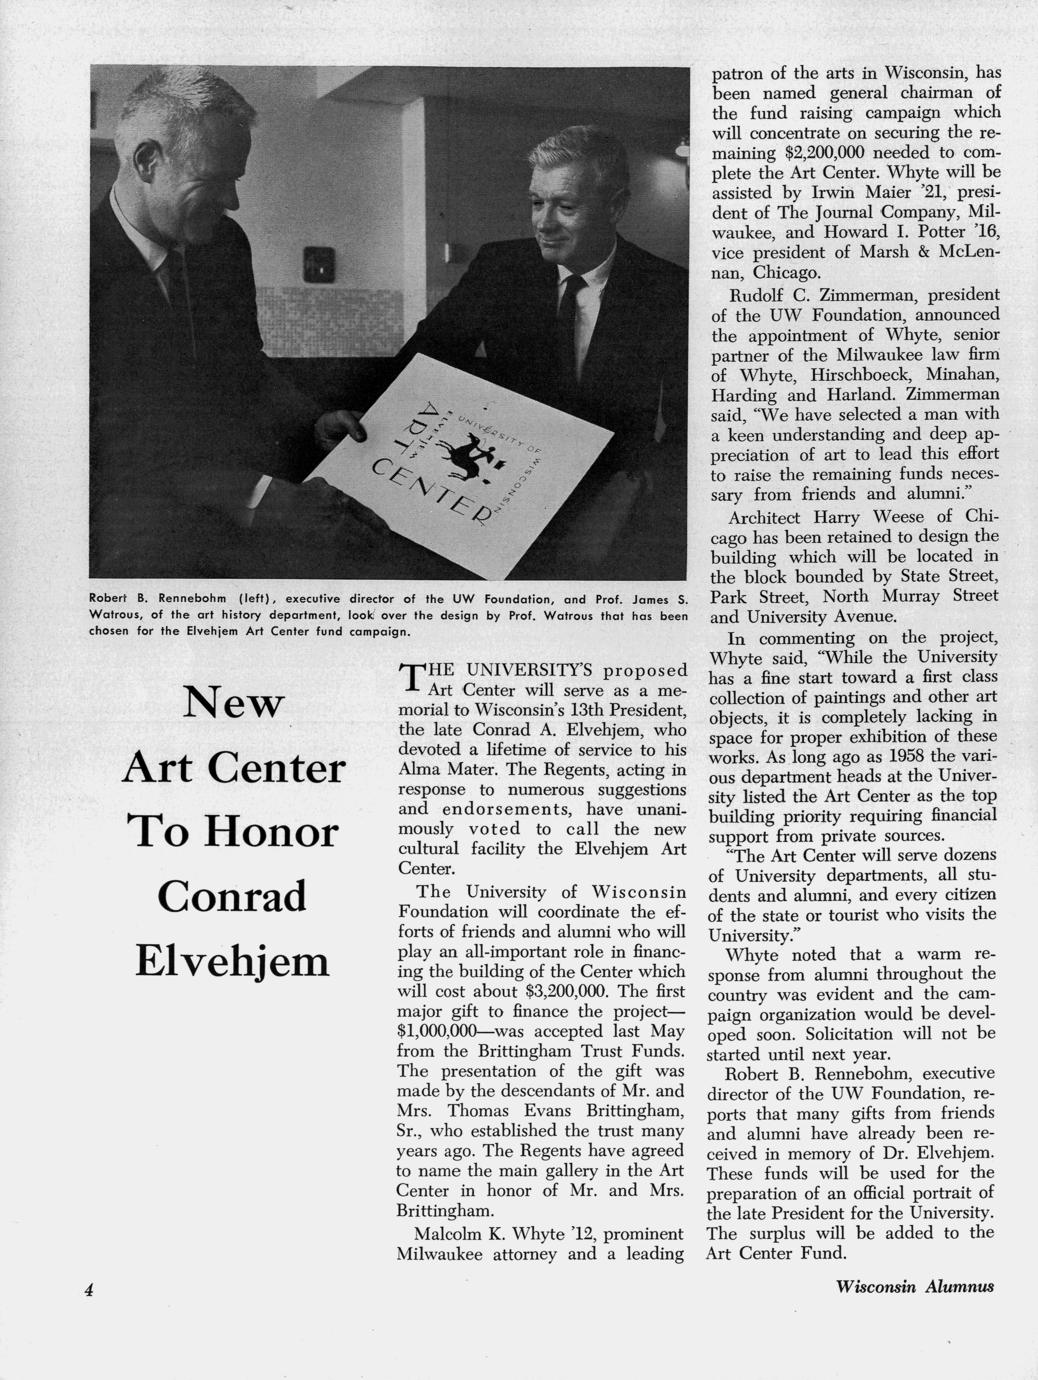 UNIVERSITY OF WISCONSIN
ELVEHJEM
ART
CENTER
Robert B. Rennebohm (left), executive director of the UW Foundation, and Prof. James S.
Watrous, of the art history department, look over the design by Prof. Watrous that has been
chosen for the Elvehjem Art Center fund campaign.
New
Art Center
To Honor
Conrad
Elvehjem
THE UNIVERSITY'S proposed
Art Center will serve as a me-
morial to Wisconsin's 13th President,
the late Conrad A. Elvehjem, who
devoted a lifetime of service to his
Alma Mater. The Regents, acting in
response to numerous suggestions
and endorsements, have unani-
mously voted to call the new
cultural facility the Elvehjem Art
Center.
The University of Wisconsin
Foundation will coordinate the ef-
forts of friends and alumni who will
play an all-important role in financ-
ing the building of the Center which
will cost about $3,200,000. The first
major gift to finance the project—
$1,000,000—was accepted last May
from the Brittingham Trust Funds.
The presentation of the gift was
made by the descendants of Mr. and
Mrs. Thomas Evans Brittingham,
Sr., who established the trust many
years ago. The Regents have agreed
to name the main gallery in the Art
Center in honor of Mr. and Mrs.
Brittingham.
Malcolm K. Whyte '12, prominent
Milwaukee attorney and a leading
patron of the arts in Wisconsin, has
been named general chairman of
the fund raising campaign which
will concentrate on securing the re-
maining $2,200,000 needed to com-
plete the Art Center. Whyte will be
assisted by Irwin Maier '21, presi-
dent of The Journal Company, Mil-
waukee, and Howard I. Potter '16,
vice president of Marsh & McLen-
nan, Chicago.
Rudolf C. Zimmerman, president
of the UW Foundation, announced
the appointment of Whyte, senior
partner of the Milwaukee law firm
of Whyte, Hirschboeck, Minahan,
Harding and Harland. Zimmerman
said, "We have selected a man with
a keen understanding and deep ap-
preciation of art to lead this effort
to raise the remaining funds neces-
sary from friends and alumni."
Architect Harry Weese of Chi-
cago has been retained to design the
building which will be located in
the block bounded by State Street,
Park Street, North Murray Street
and University Avenue.
In commenting on the project,
Whyte said, "While the University
has a fine start toward a first class
collection of paintings and other art
objects, it is completely lacking in
space for proper exhibition of these
works. As long ago as 1958 the vari-
ous department heads at the Univer-
sity listed the Art Center as the top
building priority requiring financial
support from private sources.
"The Art Center will serve dozens
of University departments, all stu-
dents and alumni, and every citizen
of the state or tourist who visits the
University."
Whyte noted that a warm re-
sponse from alumni throughout the
country was evident and the cam-
paign organization would be devel-
oped soon. Solicitation will not be
started until next year.
Robert B. Rennebohm, executive
director of the UW Foundation, re-
ports that many gifts from friends
and alumni have already been re-
ceived in memory of Dr. Elvehjem.
These funds will be used for the
preparation of an official portrait of
the late President for the University.
The surplus will be added to the
Art Center Fund.
4
Wisconsin Alumnus